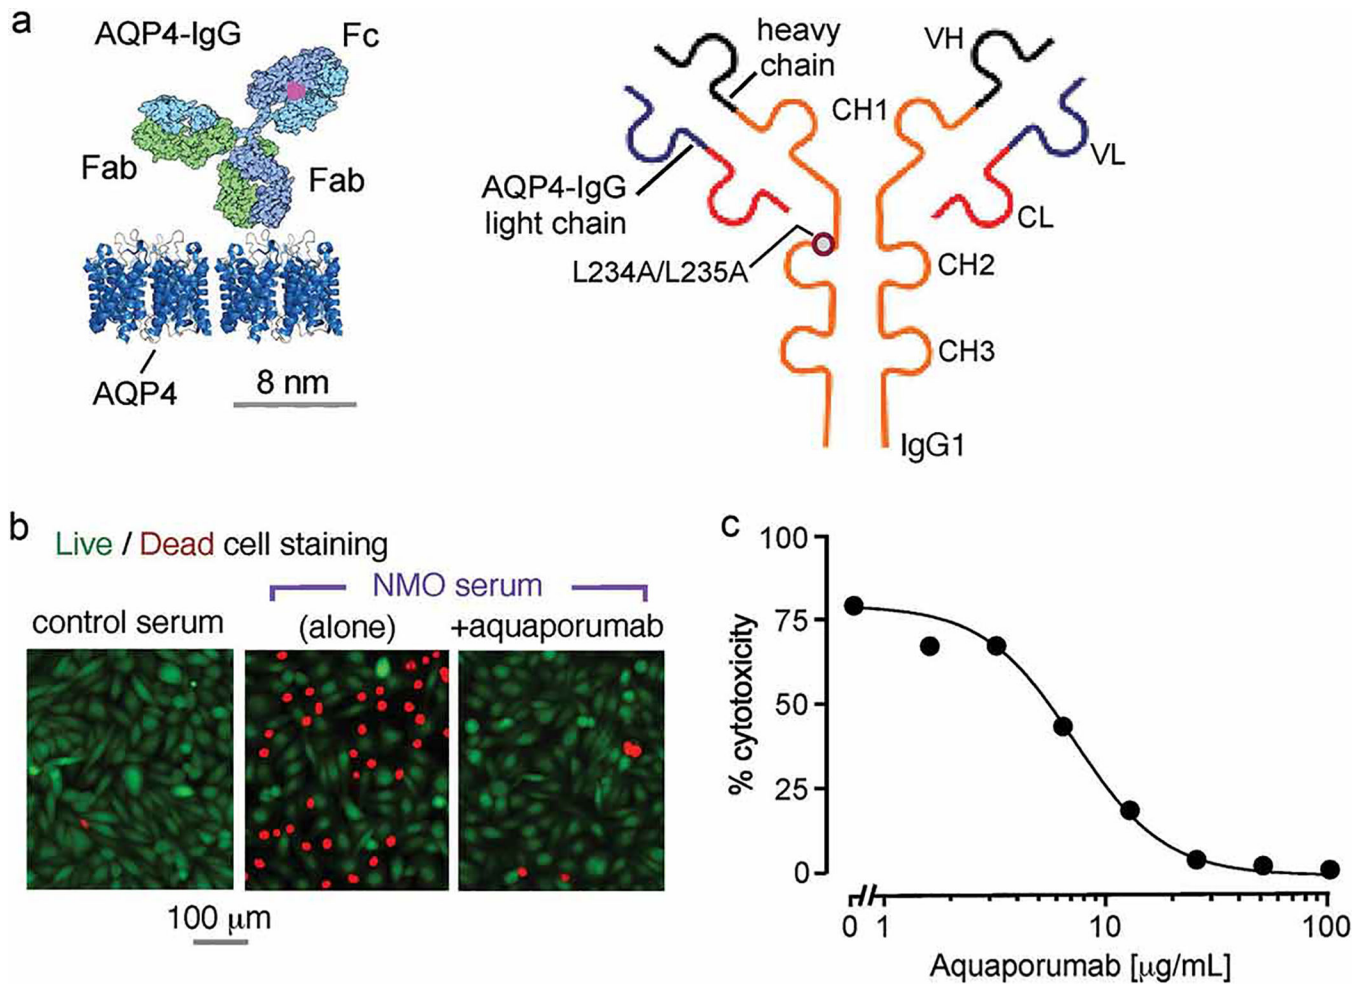 a
AQP4-IgG
Fc
Fab
Fab
AQP4
8 nm
heavy
chain
VH
CH1
VL
AQP4-IgG
light chain
CL
L234A/L235A
CH2
CH3
IgG1
b
Live / Dead cell staining
NMO serum
control serum
(alone)
+aquaporumab
100 μm
c
% cytotoxicity
100
75
50
25
0
0 1 10 100
Aquaporumab [μg/mL]